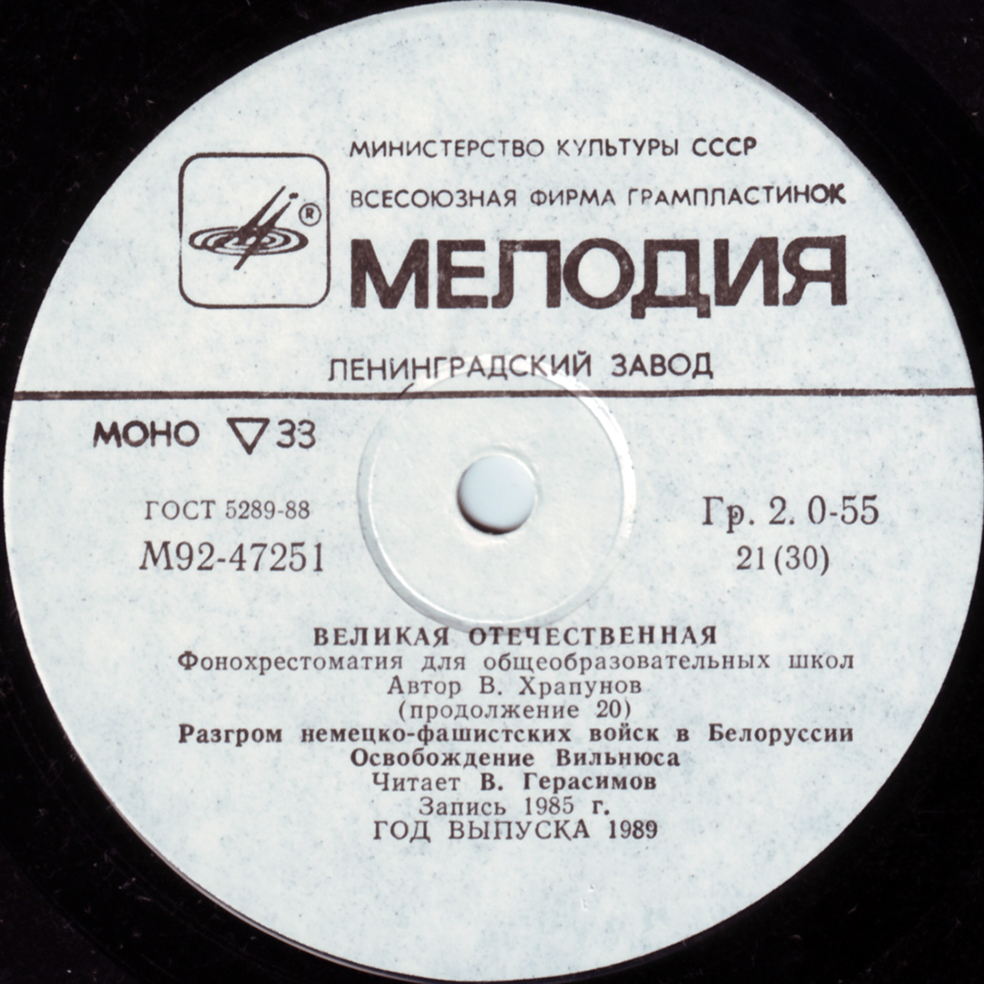 МИНИСТЕРСТВО КУЛЬТУРЫ СССР
ВСЕСОЮЗНАЯ ФИРМА ГРАМПЛАСТИНОК
®
МЕЛОДИЯ
ЛЕНИНГРАДСКИЙ ЗАВОД
МОНО ▽ 33
ГОСТ 5289-88
М92-47251
Гр. 2. 0-55
21 (30)
ВЕЛИКАЯ ОТЕЧЕСТВЕННАЯ
Фонохрестоматия для общеобразовательных школ
Автор В. Храпунов
(продолжение 20)
Разгром немецко-фашистских войск в Белоруссии
Освобождение Вильнюса
Читает В. Герасимов
Запись 1985 г.
ГОД ВЫПУСКА 1989